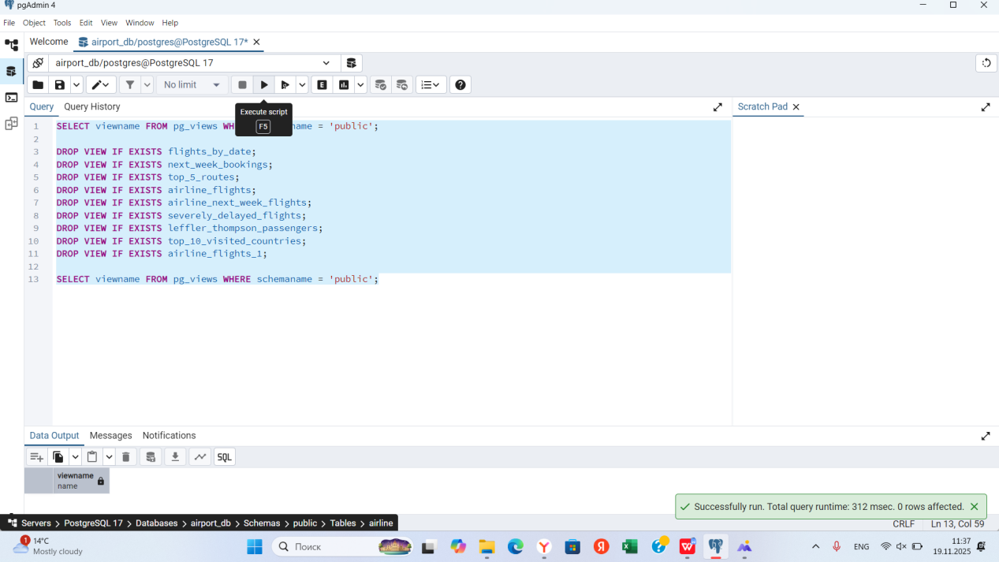 pgAdmin 4
File Object Tools Edit View Window Help
Welcome airport_db/postgres@PostgreSQL 17*
airport_db/postgres@PostgreSQL 17
No limit
E
Query Query History
Scratch Pad
Execute script
F5
1 SELECT viewname FROM pg_views WH name = 'public';
2
3 DROP VIEW IF EXISTS flights_by_date;
4 DROP VIEW IF EXISTS next_week_bookings;
5 DROP VIEW IF EXISTS top_5_routes;
6 DROP VIEW IF EXISTS airline_flights;
7 DROP VIEW IF EXISTS airline_next_week_flights;
8 DROP VIEW IF EXISTS severely_delayed_flights;
9 DROP VIEW IF EXISTS leffler_thompson_passengers;
10 DROP VIEW IF EXISTS top_10_visited_countries;
11 DROP VIEW IF EXISTS airline_flights_1;
12
13 SELECT viewname FROM pg_views WHERE schemaname = 'public';
Data Output Messages Notifications
SQL
viewname
name
Successfully run. Total query runtime: 312 msec. 0 rows affected.
Servers > PostgreSQL 17 > Databases > airport_db > Schemas > public > Tables > airline
CRLF Ln 13, Col 59
1
14°C
Mostly cloudy
Поиск
ENG
11:37
19.11.2025